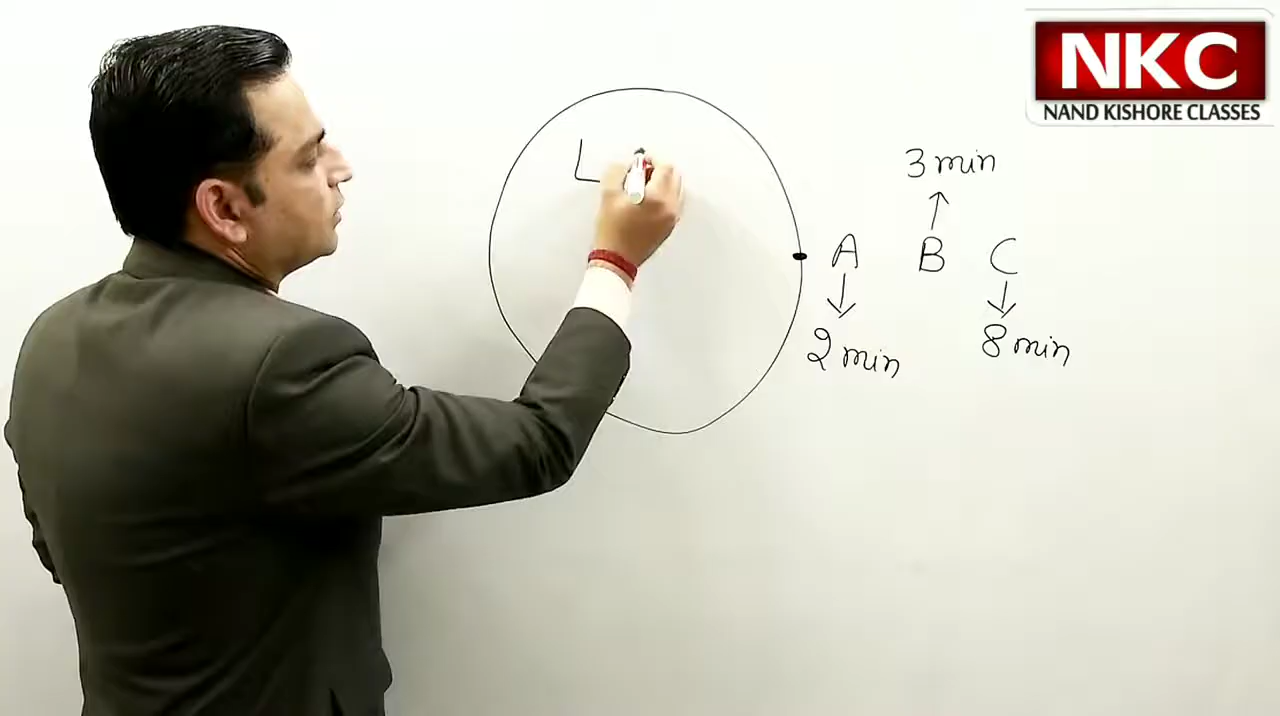 NKC
NAND KISHORE CLASSES
L
3 min
A B C
2 min 8 min